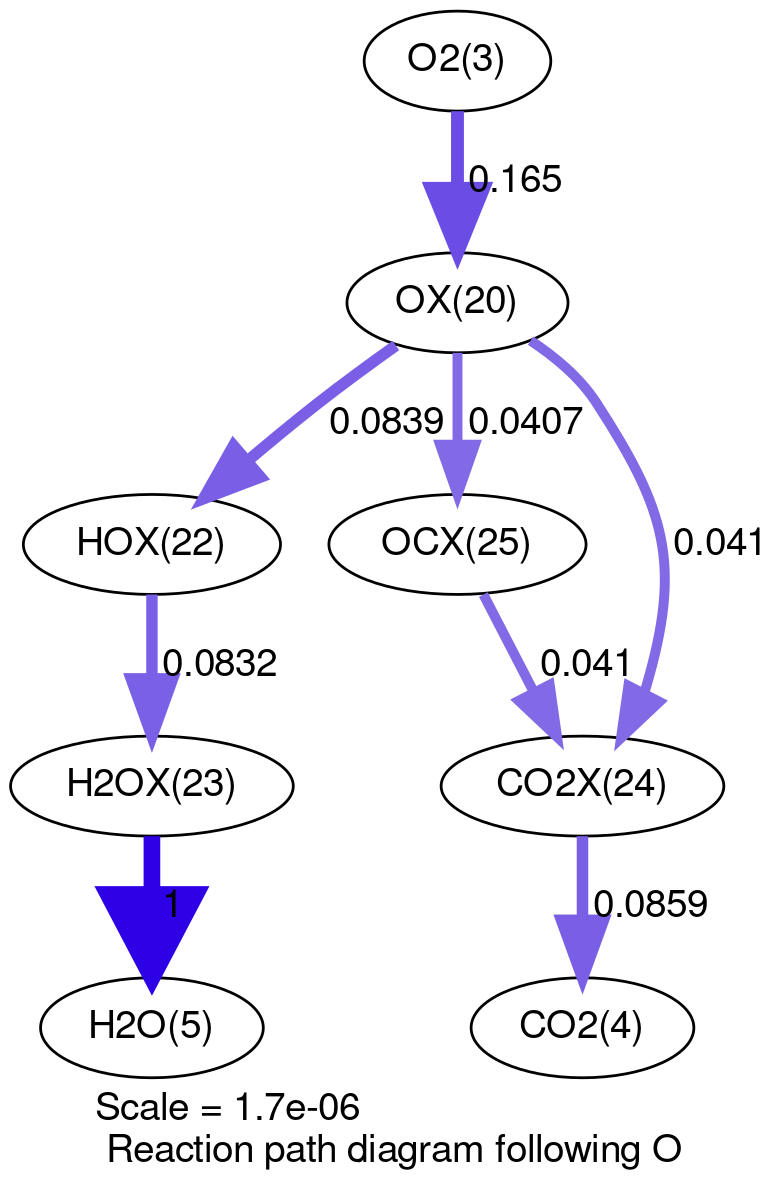 O2(3)
0.165
OX(20)
0.0839
0.0407
HOX(22)
OCX(25)
0.041
0.0832
0.041
H2OX(23)
CO2X(24)
1
0.0859
H2O(5)
CO2(4)
Scale = 1.7e-06
Reaction path diagram following O